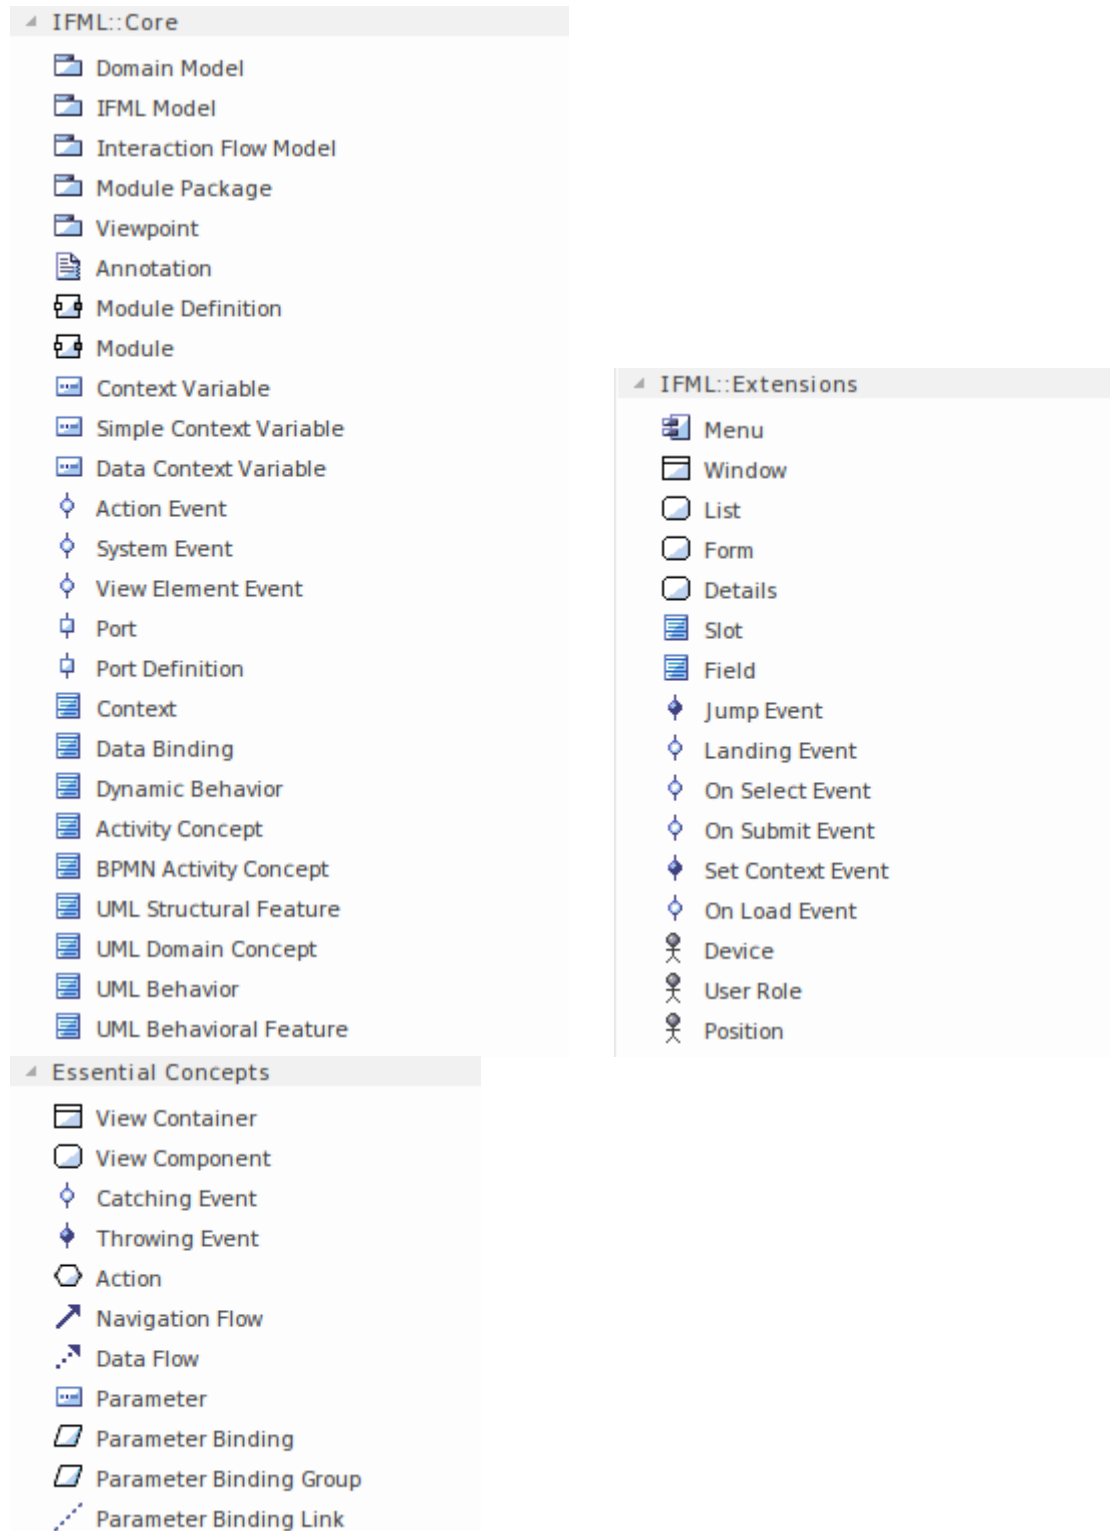 IFML::Core
Domain Model
IFML Model
Interaction Flow Model
Module Package
Viewpoint
Annotation
Module Definition
Module
Context Variable
Simple Context Variable
Data Context Variable
Action Event
System Event
View Element Event
Port
Port Definition
Context
Data Binding
Dynamic Behavior
Activity Concept
BPMN Activity Concept
UML Structural Feature
UML Domain Concept
UML Behavior
UML Behavioral Feature
IFML::Extensions
Menu
Window
List
Form
Details
Slot
Field
Jump Event
Landing Event
On Select Event
On Submit Event
Set Context Event
On Load Event
Device
User Role
Position
Essential Concepts
View Container
View Component
Catching Event
Throwing Event
Action
Navigation Flow
Data Flow
Parameter
Parameter Binding
Parameter Binding Group
Parameter Binding Link